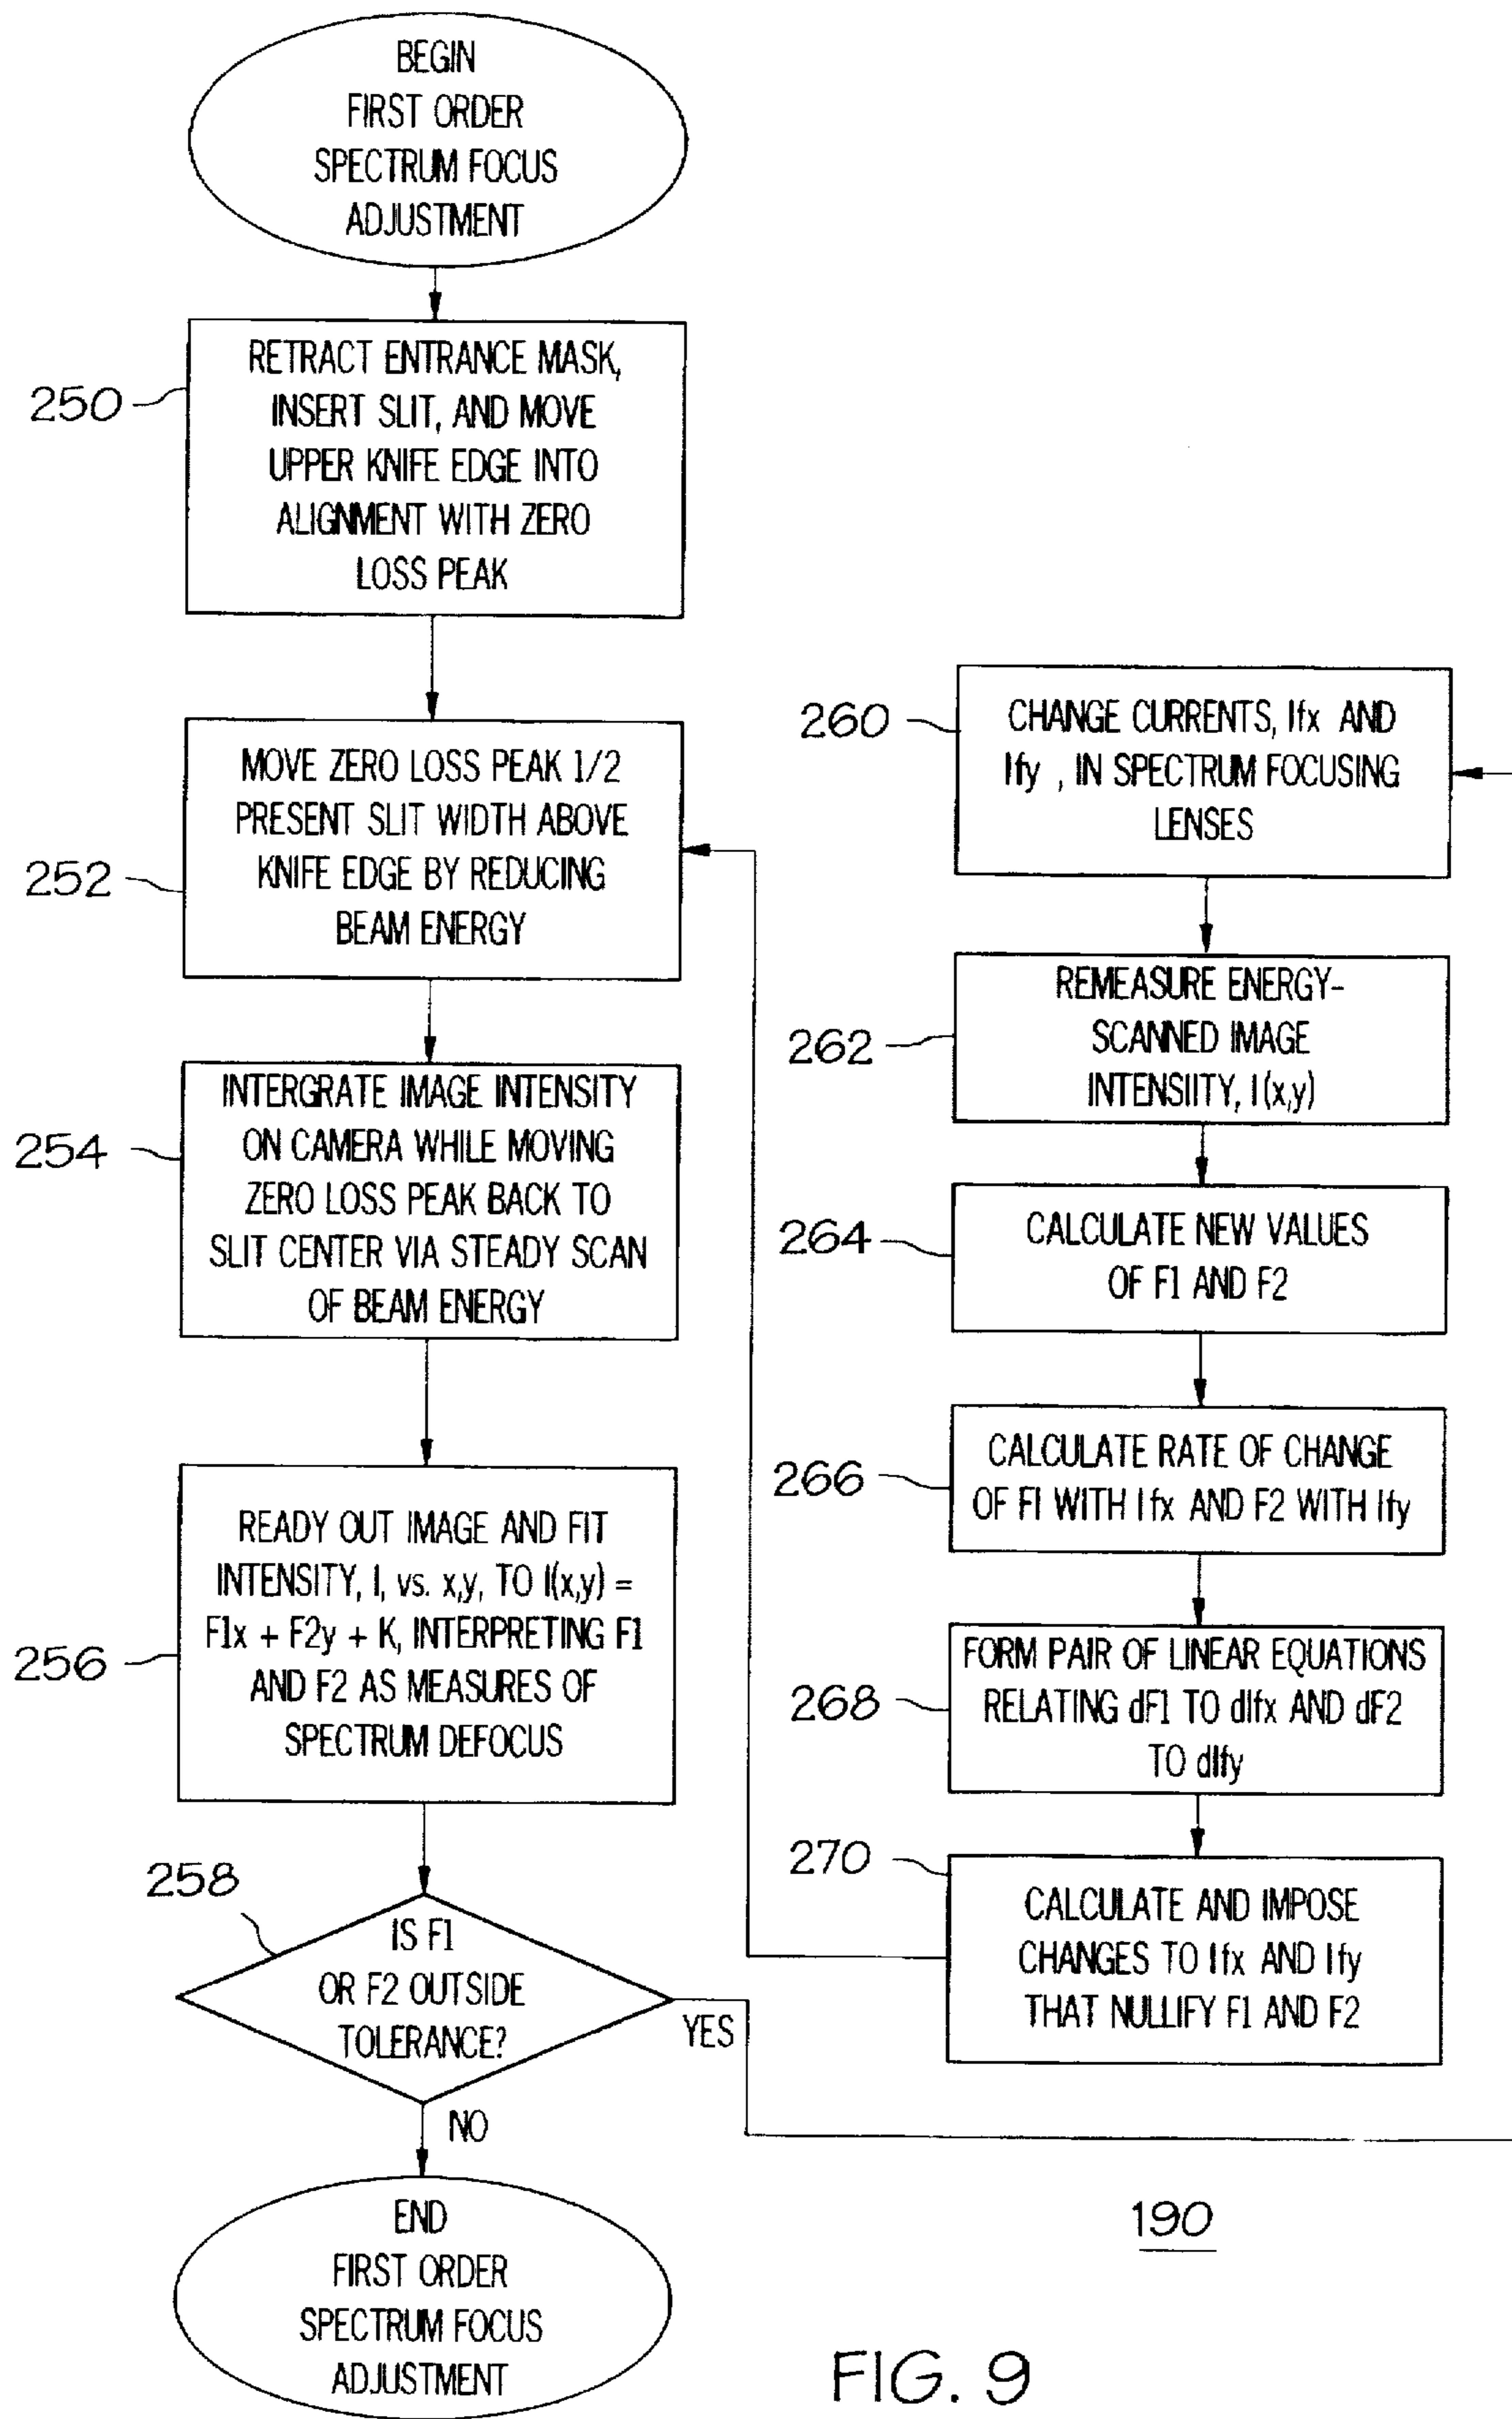 BEGIN
FIRST ORDER
SPECTRUM FOCUS
ADJUSTMENT
250
RETRACT ENTRANCE MASK,
INSERT SLIT, AND MOVE
UPPER KNIFE EDGE INTO
ALIGNMENT WITH ZERO
LOSS PEAK
252
MOVE ZERO LOSS PEAK 1/2
PRESENT SLIT WIDTH ABOVE
KNIFE EDGE BY REDUCING
BEAM ENERGY
254
INTERGRATE IMAGE INTENSITY
ON CAMERA WHILE MOVING
ZERO LOSS PEAK BACK TO
SLIT CENTER VIA STEADY SCAN
OF BEAM ENERGY
256
READY OUT IMAGE AND FIT
INTENSITY, I, vs. x,y, TO I(x,y) =
F1x + F2y + K, INTERPRETING F1
AND F2 AS MEASURES OF
SPECTRUM DEFOCUS
258
IS F1
OR F2 OUTSIDE
TOLERANCE?
YES
NO
END
FIRST ORDER
SPECTRUM FOCUS
ADJUSTMENT
260
CHANGE CURRENTS, Ifx AND
Ify , IN SPECTRUM FOCUSING
LENSES
262
REMEASURE ENERGY-
SCANNED IMAGE
INTENSIITY, I(x,y)
264
CALCULATE NEW VALUES
OF F1 AND F2
266
CALCULATE RATE OF CHANGE
OF F1 WITH Ifx AND F2 WITH Ify
268
FORM PAIR OF LINEAR EQUATIONS
RELATING dF1 TO dIfx AND dF2
TO dIfy
270
CALCULATE AND IMPOSE
CHANGES TO Ifx AND Ify
THAT NULLIFY F1 AND F2
190
FIG. 9